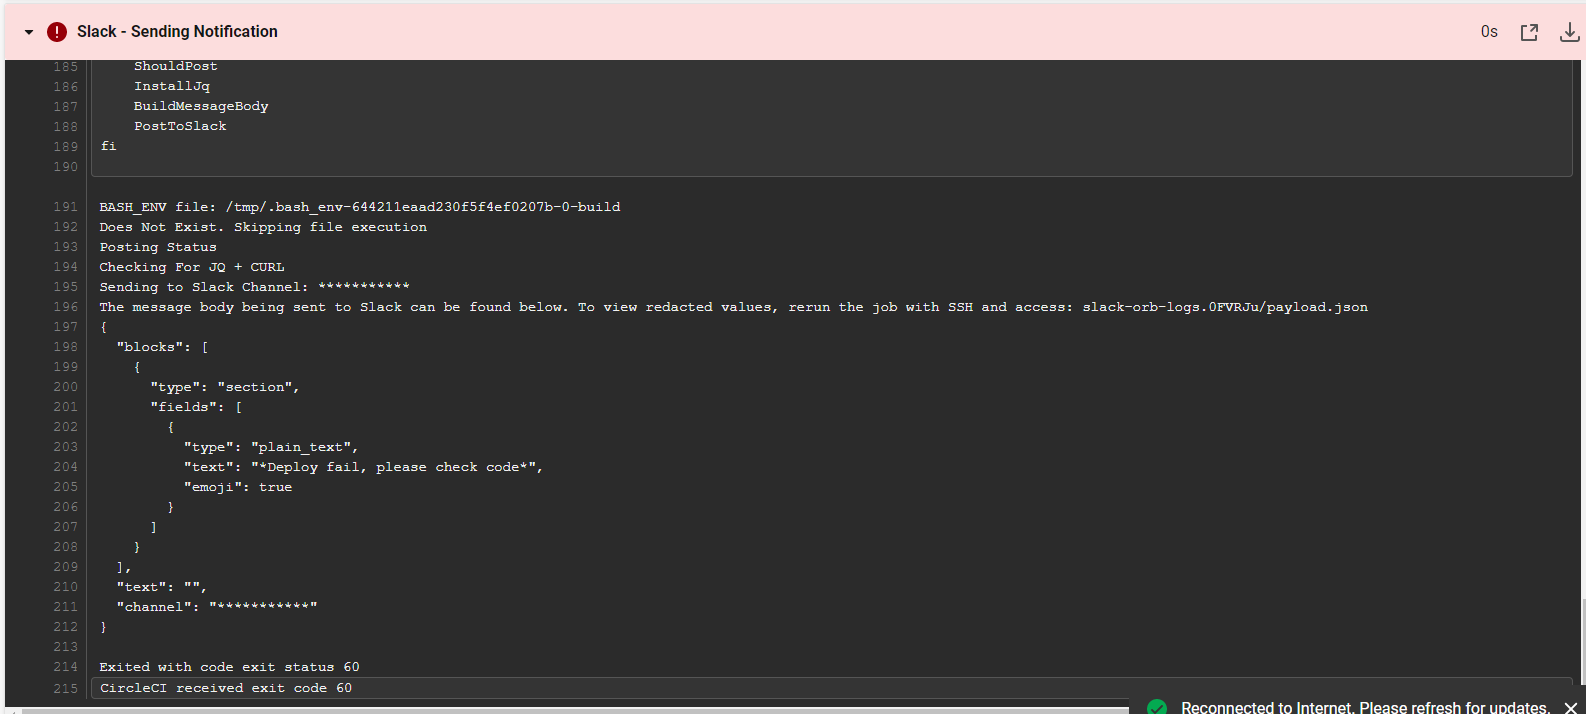 Slack - Sending Notification
0s
185 ShouldPost
186 InstallJq
187 BuildMessageBody
188 PostToSlack
189 fi
190
191 BASH_ENV file: /tmp/.bash_env-644211eaad230f5f4ef0207b-0-build
192 Does Not Exist. Skipping file execution
193 Posting Status
194 Checking For JQ + CURL
195 Sending to Slack Channel: ***********
196 The message body being sent to Slack can be found below. To view redacted values, rerun the job with SSH and access: slack-orb-logs.0FVRJu/payload.json
197 {
198 "blocks": [
199 {
200 "type": "section",
201 "fields": [
202 {
203 "type": "plain_text",
204 "text": "*Deploy fail, please check code*",
205 "emoji": true
206 }
207 ]
208 }
209 ],
210 "text": "",
211 "channel": "***********"
212 }
213
214 Exited with code exit status 60
215 CircleCI received exit code 60
Reconnected to Internet. Please refresh for updates.